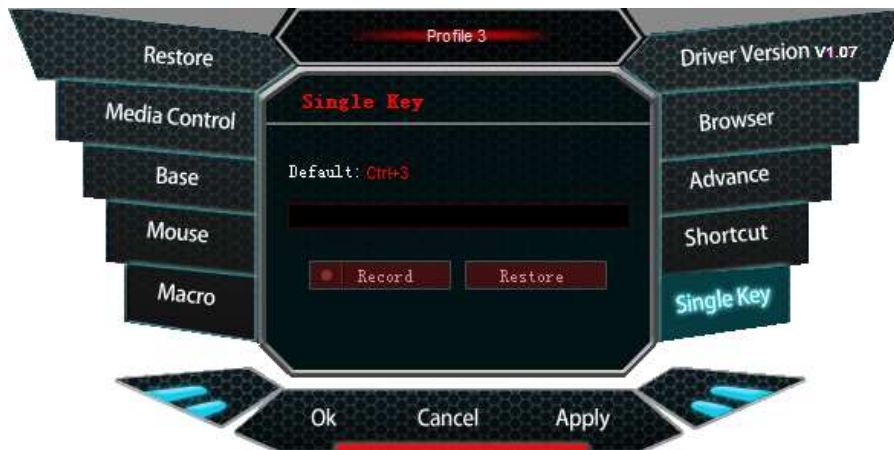 Profile 3
Restore
Driver Version V1.07
Media Control
Single Key
Browser
Base
Default: Ctrl+3
Advance
Mouse
Shortcut
Macro
Record
Restore
Single Key
Ok
Cancel
Apply